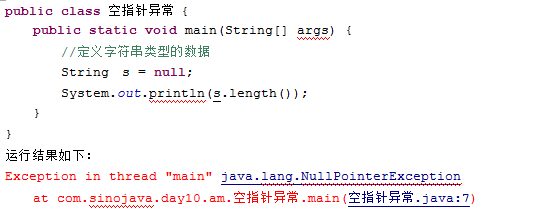 public class 空指针异常 {
    public static void main(String[] args) {
        //定义字符串类型的数据
        String  s = null;
        System.out.println(s.length());
    }
}
运行结果如下:
Exception in thread "main" java.lang.NullPointerException
    at com.sinojava.day10.am.空指针异常.main(空指针异常.java:7)